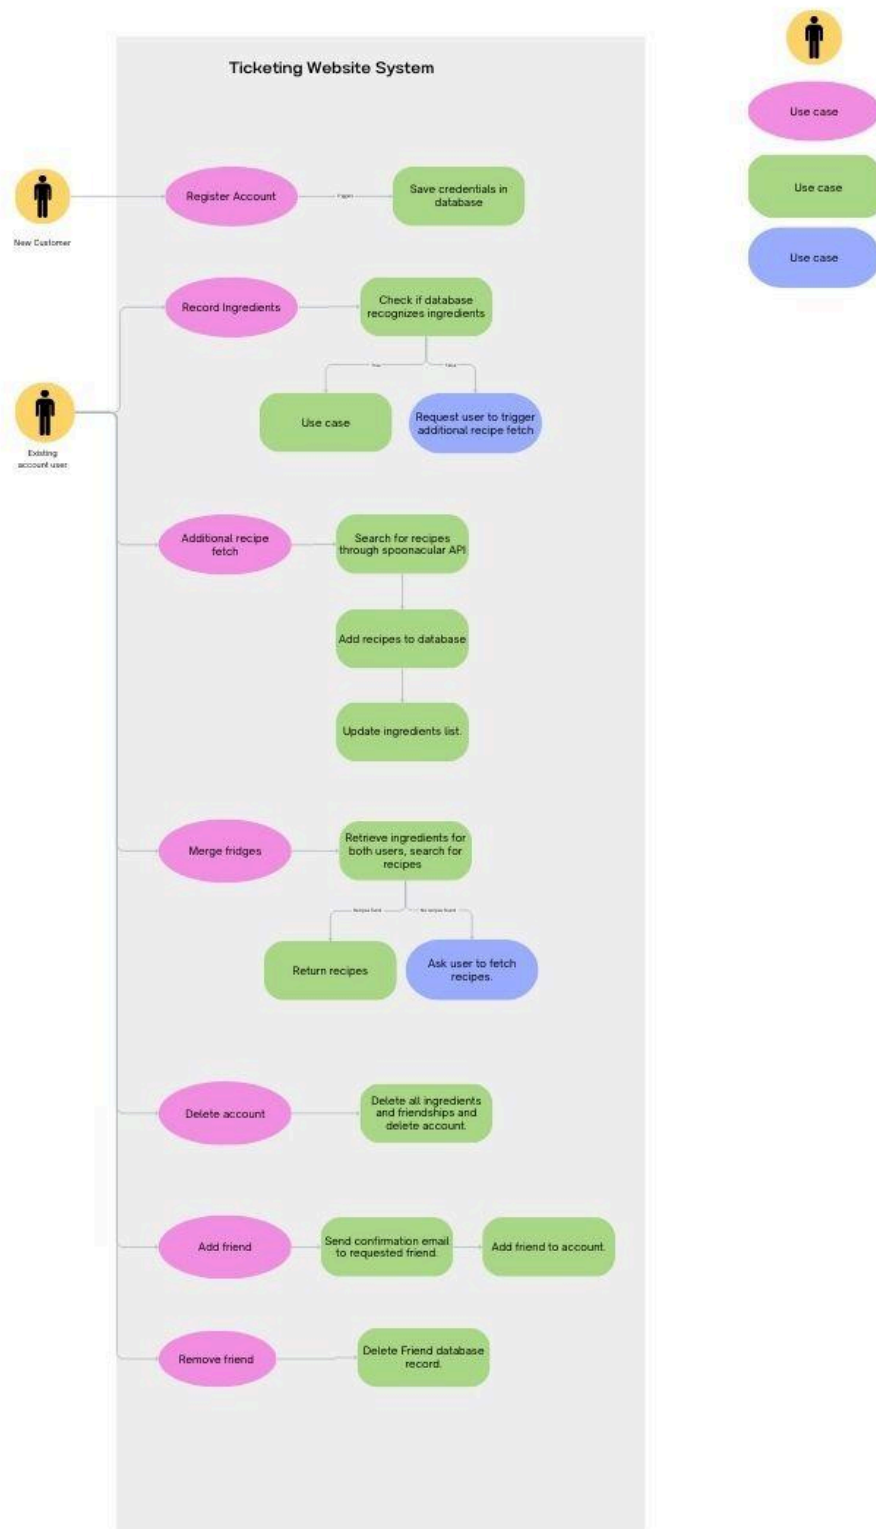 Ticketing Website System
Use case
Use case
Use case
Register Account
Save credentials in
database
New Customer
Record Ingredients
Check if database
recognizes ingredients
Use case
Request user to trigger
additional recipe fetch
Existing
account user
Additional recipe
fetch
Search for recipes
through spoonacular API
Add recipes to database
Update ingredients list.
Merge fridges
Retrieve ingredients for
both users, search for
recipes
Recipes found
No recipes found
Return recipes
Ask user to fetch
recipes.
Delete account
Delete all ingredients
and friendships and
delete account.
Add friend
Send confirmation email
to requested friend.
Add friend to account.
Remove friend
Delete Friend database
record.